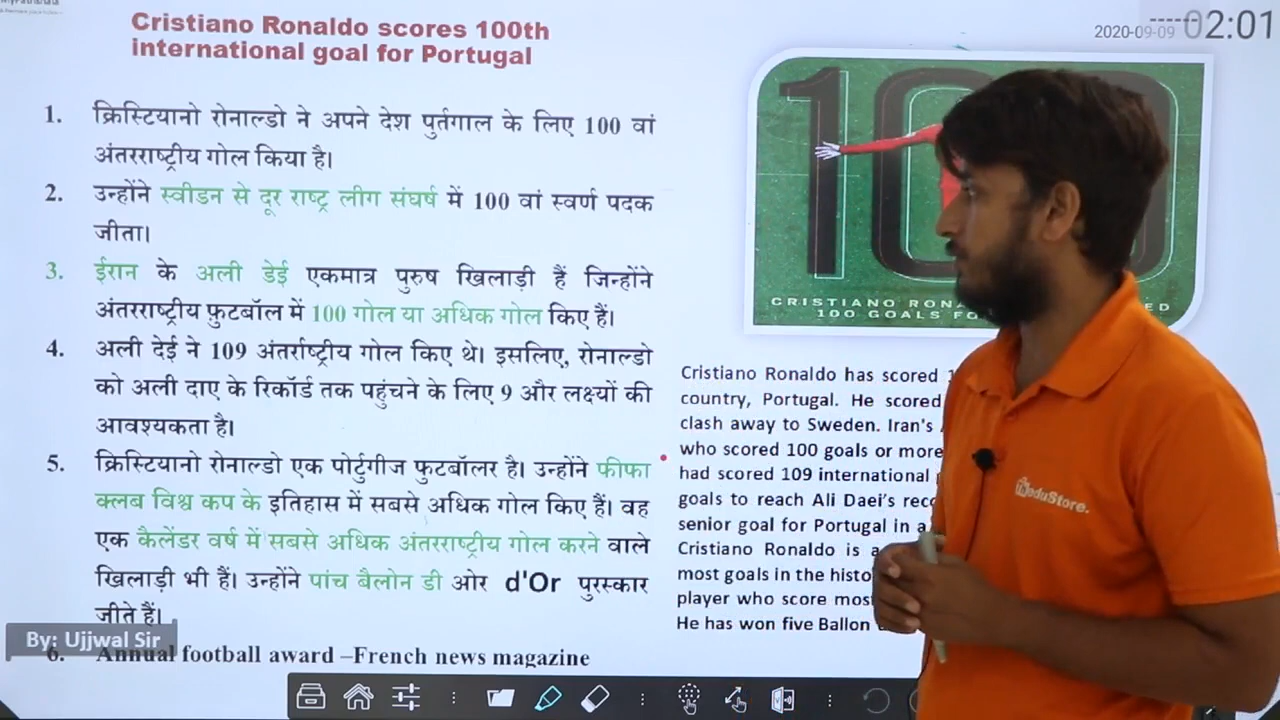 2020-09-09 02:01
Cristiano Ronaldo scores 100th
international goal for Portugal
1. क्रिस्टियानो रोनाल्डो ने अपने देश पुर्तगाल के लिए 100 वां
अंतरराष्ट्रीय गोल किया है।
2. उन्होंने स्वीडन से दूर राष्ट्र लीग संघर्ष में 100 वां स्वर्ण पदक
जीता।
3. ईरान के अली डेई एकमात्र पुरुष खिलाड़ी हैं जिन्होंने
अंतरराष्ट्रीय फ़ुटबॉल में 100 गोल या अधिक गोल किए हैं।
4. अली देई ने 109 अंतर्राष्ट्रीय गोल किए थे। इसलिए, रोनाल्डो
को अली दाए के रिकॉर्ड तक पहुंचने के लिए 9 और लक्ष्यों की
आवश्यकता है।
5. क्रिस्टियानो रोनाल्डो एक पोर्टुगीज फुटबॉलर है। उन्होंने फीफा
क्लब विश्व कप के इतिहास में सबसे अधिक गोल किए हैं। वह
एक कैलेंडर वर्ष में सबसे अधिक अंतरराष्ट्रीय गोल करने वाले
खिलाड़ी भी हैं। उन्होंने पांच बैलोन डी ओर d'Or पुरस्कार
जीते हैं।
6. Annual football award –French news magazine
By: Ujjwal Sir
100
CRISTIANO RON ED
100 GOALS FO
Cristiano Ronaldo has scored
country, Portugal. He scored
clash away to Sweden. Iran's
who scored 100 goals or more
had scored 109 international
goals to reach Ali Daei's
senior goal for Portugal in a
Cristiano Ronaldo is a
most goals in the
player who score
He has won five Ballon
eduStore.